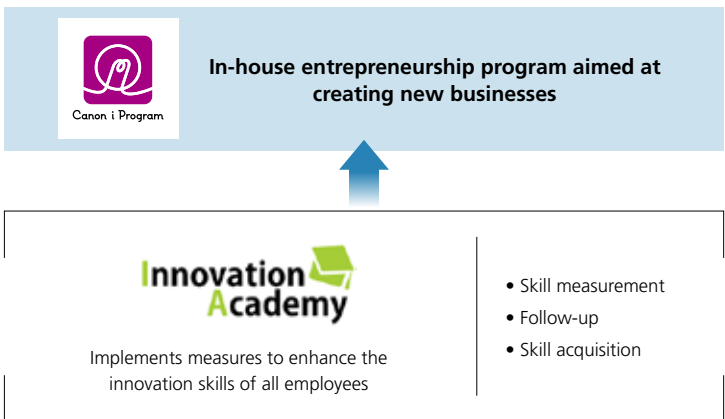 In-house entrepreneurship program aimed at
creating new businesses
Canon i Program
Innovation
Academy
Implements measures to enhance the
innovation skills of all employees
• Skill measurement
• Follow-up
• Skill acquisition